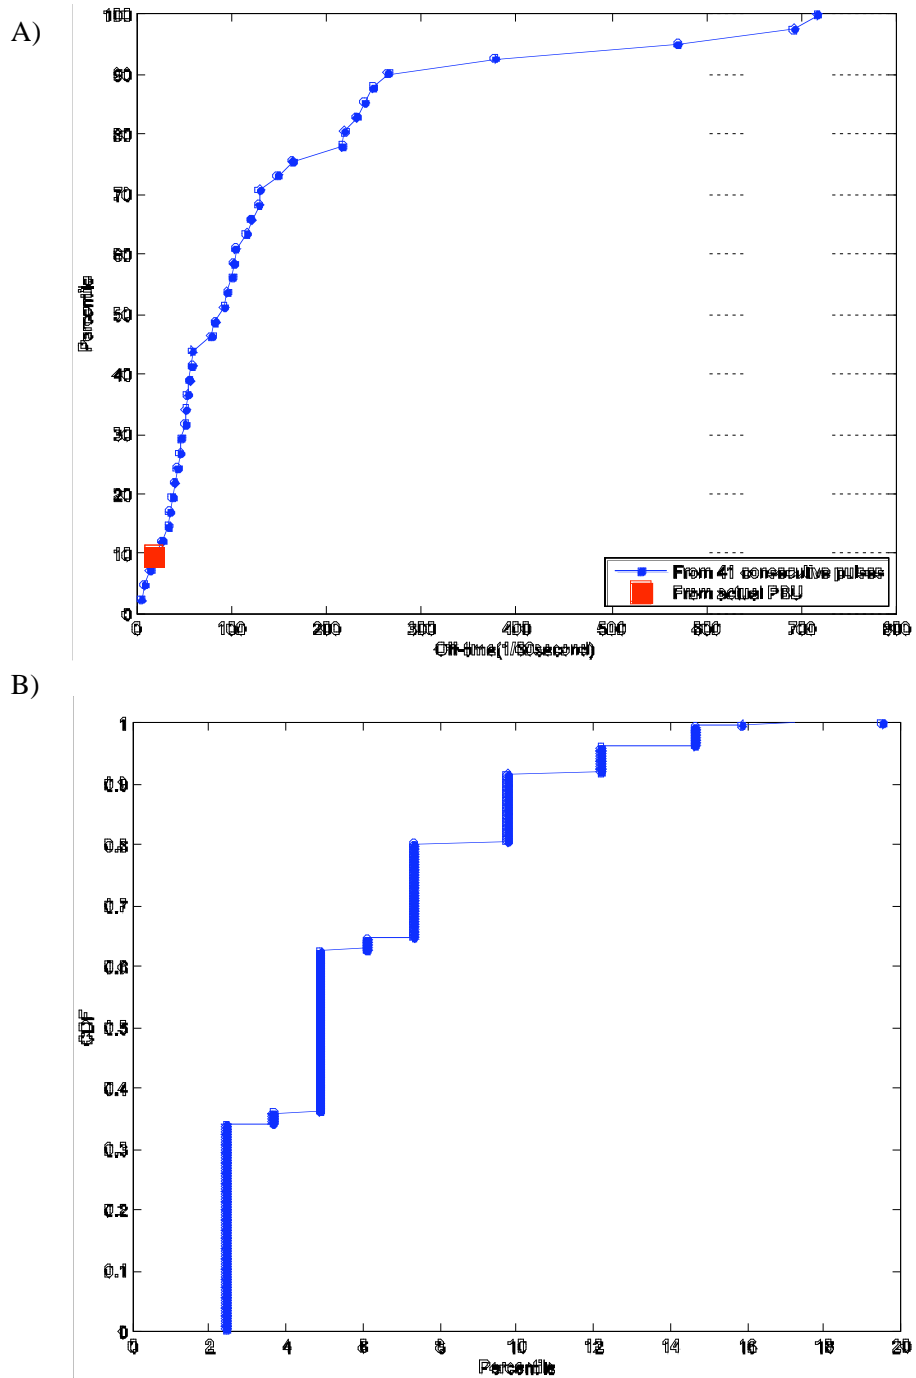 A)
100
90
80
70
60
50
40
30
20
10
0
Percentile
From 41 consecutive pulses
From actual PBU
0 100 200 300 400 500 600 700 800 900
Off-time(1/60second)
B)
1
0.9
0.8
0.7
0.6
0.5
0.4
0.3
0.2
0.1
0
CDF
0 2 4 6 8 10 12 14 16 18 20
Percentile